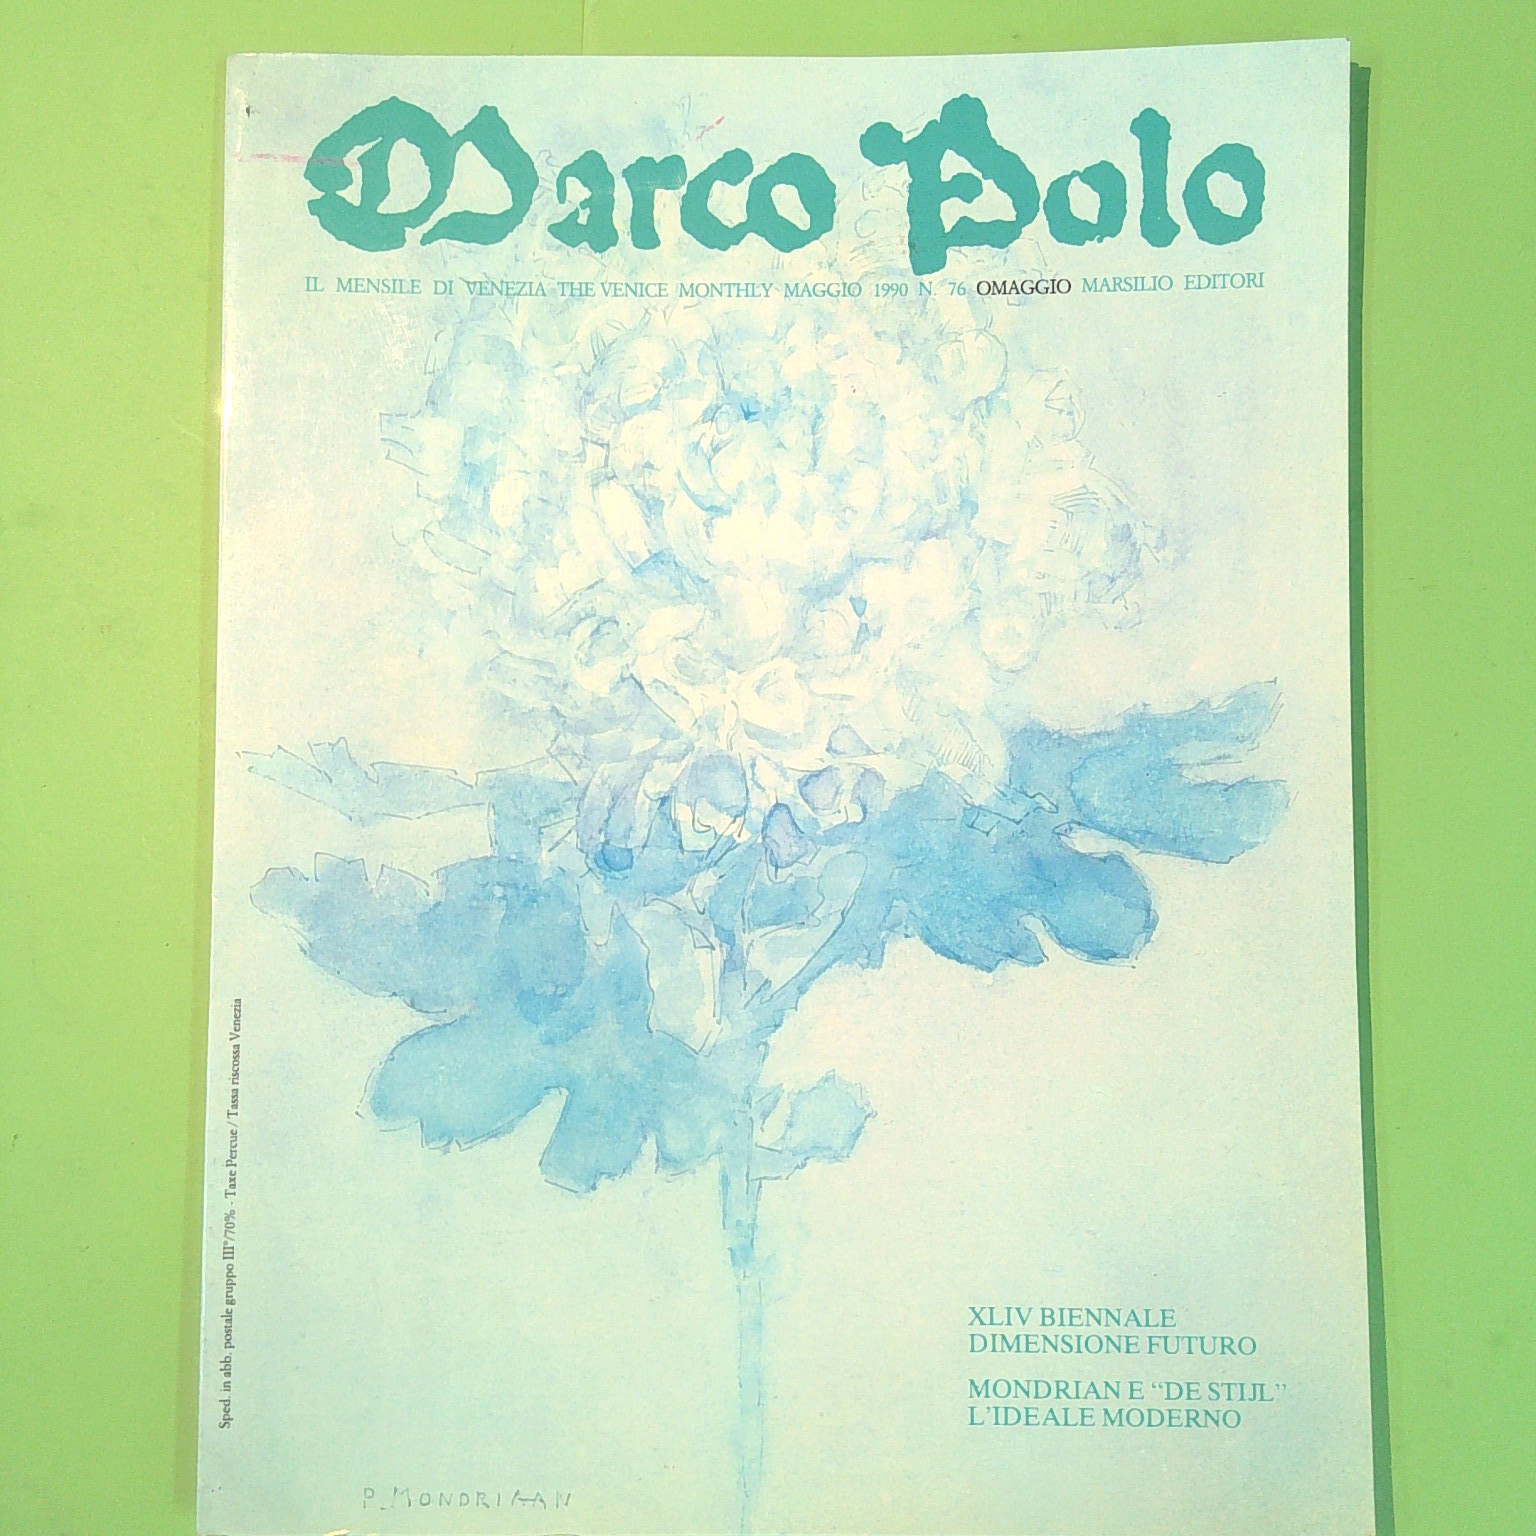 Marco Polo
IL MENSILE DI VENEZIA THE VENICE MONTHLY MAGGIO 1990 N. 76 OMAGGIO MARSILIO EDITORI
Sped. in abb. postale gruppo III°/70% - Taxe Percue / Tassa riscossa Venezia
XLIV BIENNALE
DIMENSIONE FUTURO
MONDRIAN E “DE STIJL”
L'IDEALE MODERNO
P. MONDRIAAN